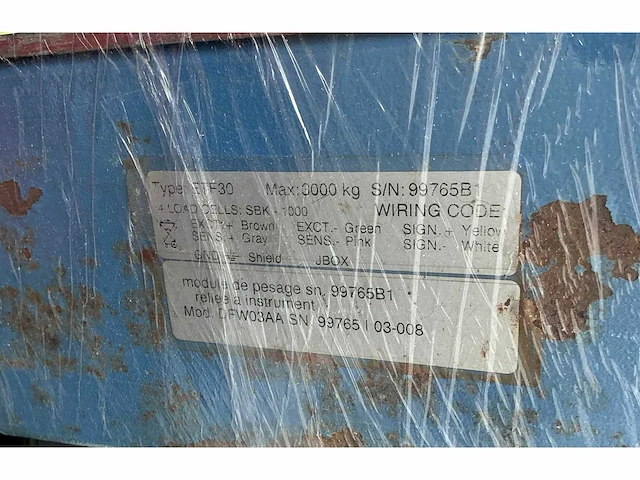 Type: ETF30 Max: 3000 kg S/N: 99765B1
4 LOAD CELLS: SBK - 1000 WIRING CODE
EXCT.+ Brown EXCT.- Green SIGN.+ Yellow
SENS.+ Gray SENS.- Pink SIGN.- White
GND Shield JBOX
module de pesage sn. 99765B1
reliée à instrument
Mod. DFW03AA SN. 99765 I 03-008